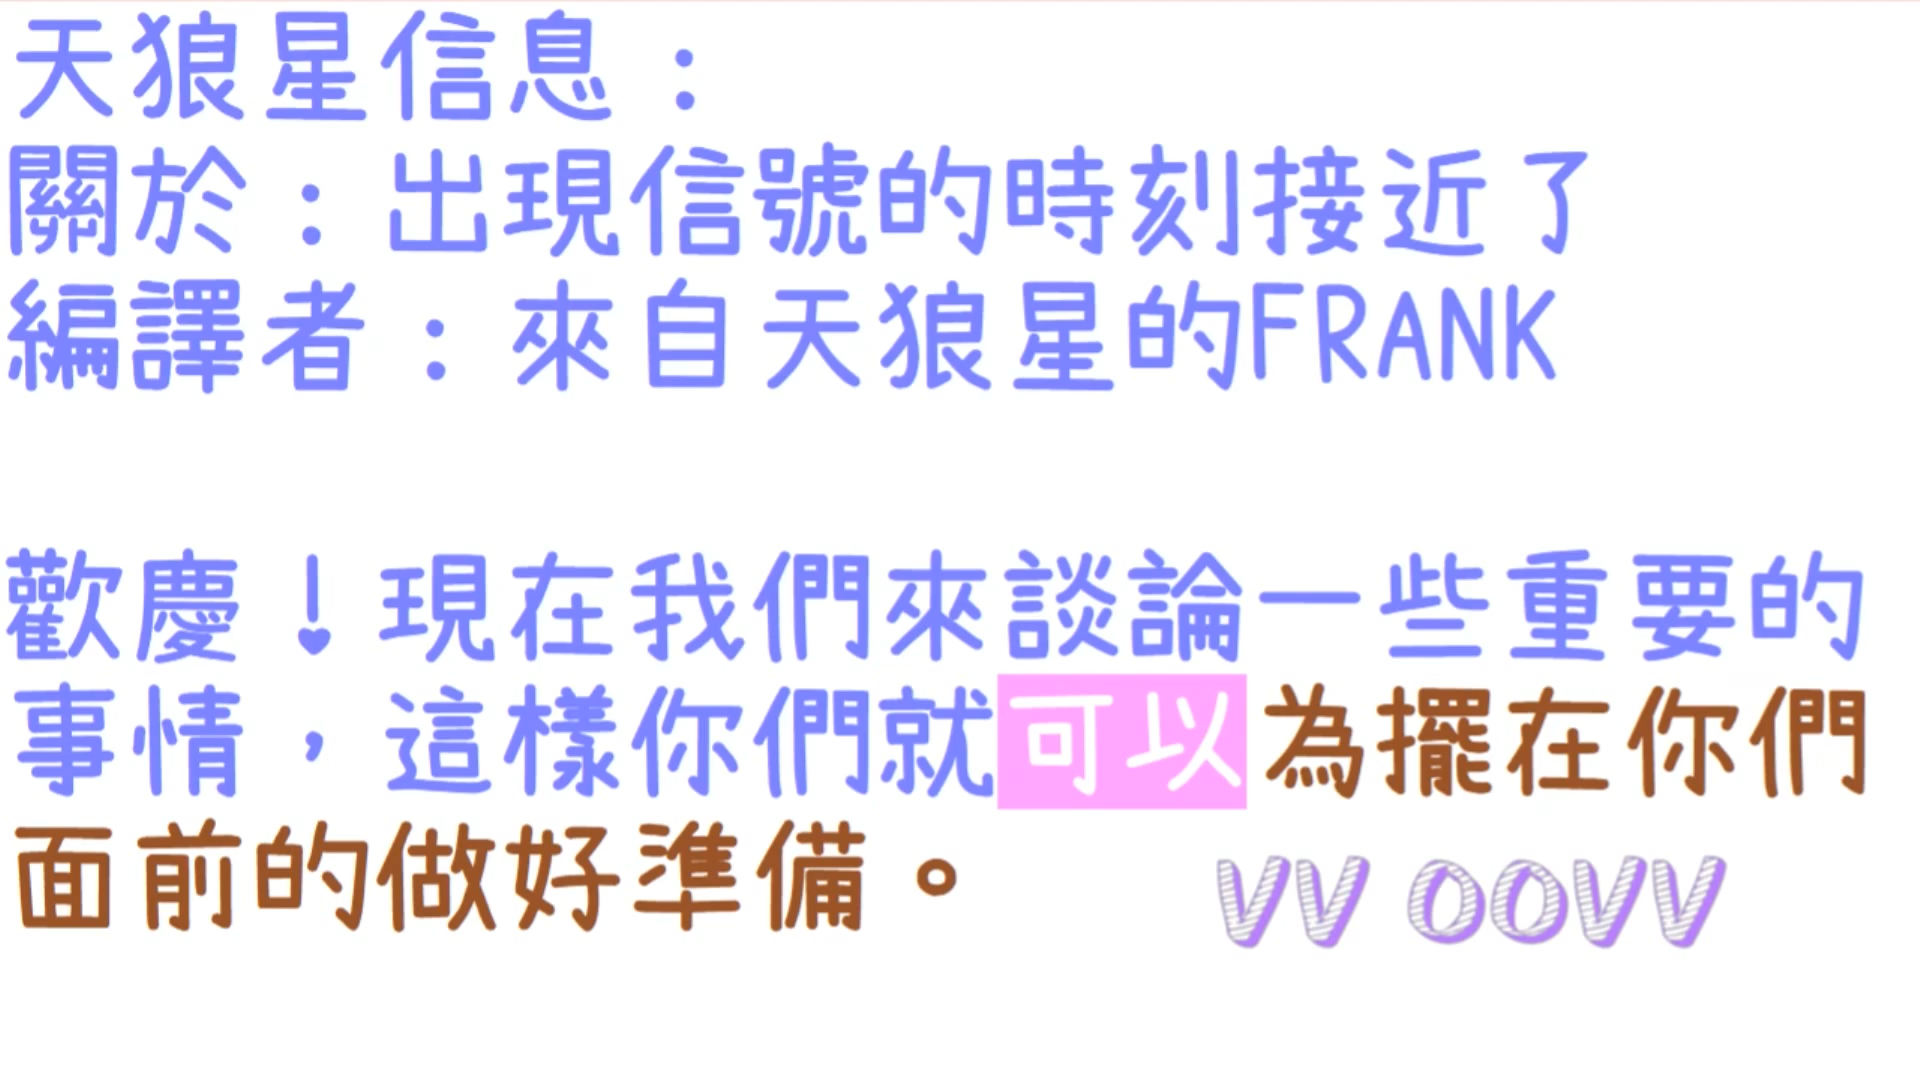 天狼星信息：
關於：出現信號的時刻接近了
編譯者：來自天狼星的FRANK
歡慶！現在我們來談論一些重要的
事情，這樣你們就可以為擺在你們
面前的做好準備。
VV OOVV